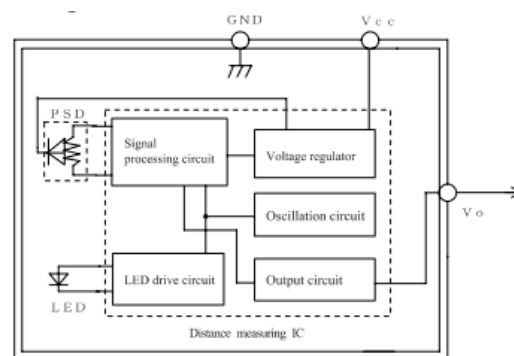 GND
Vcc
PSD
Signal
processing circuit
Voltage regulator
Oscillation circuit
Vo
LED drive circuit
Output circuit
LED
Distance measuring IC